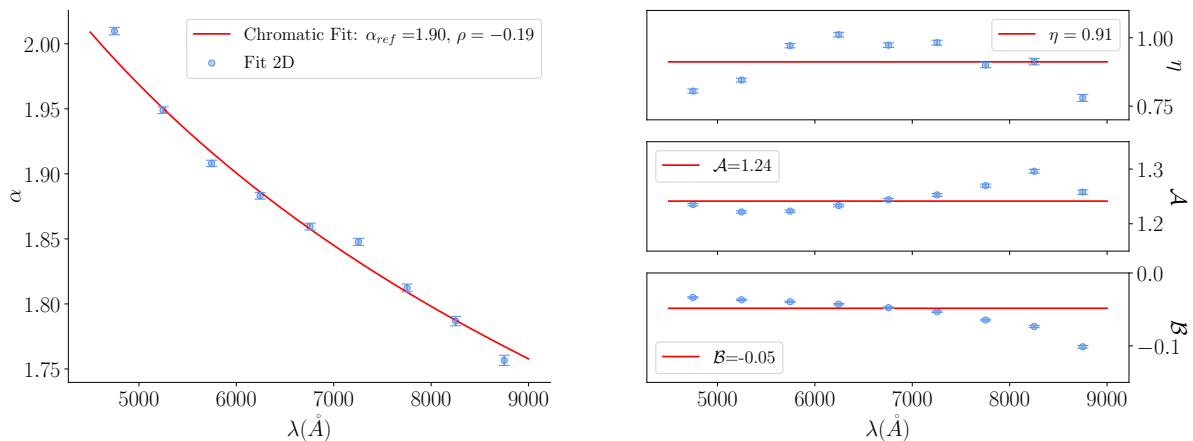 2.00
1.95
1.90
1.85
1.80
1.75
α
5000 6000 7000 8000 9000
λ(Å)
Chromatic Fit: α_ref =1.90, ρ = −0.19
Fit 2D
η = 0.91
1.00
0.75
η
𝒜=1.24
1.3
1.2
𝒜
ℬ=-0.05
0.0
−0.1
ℬ
5000 6000 7000 8000 9000
λ(Å)